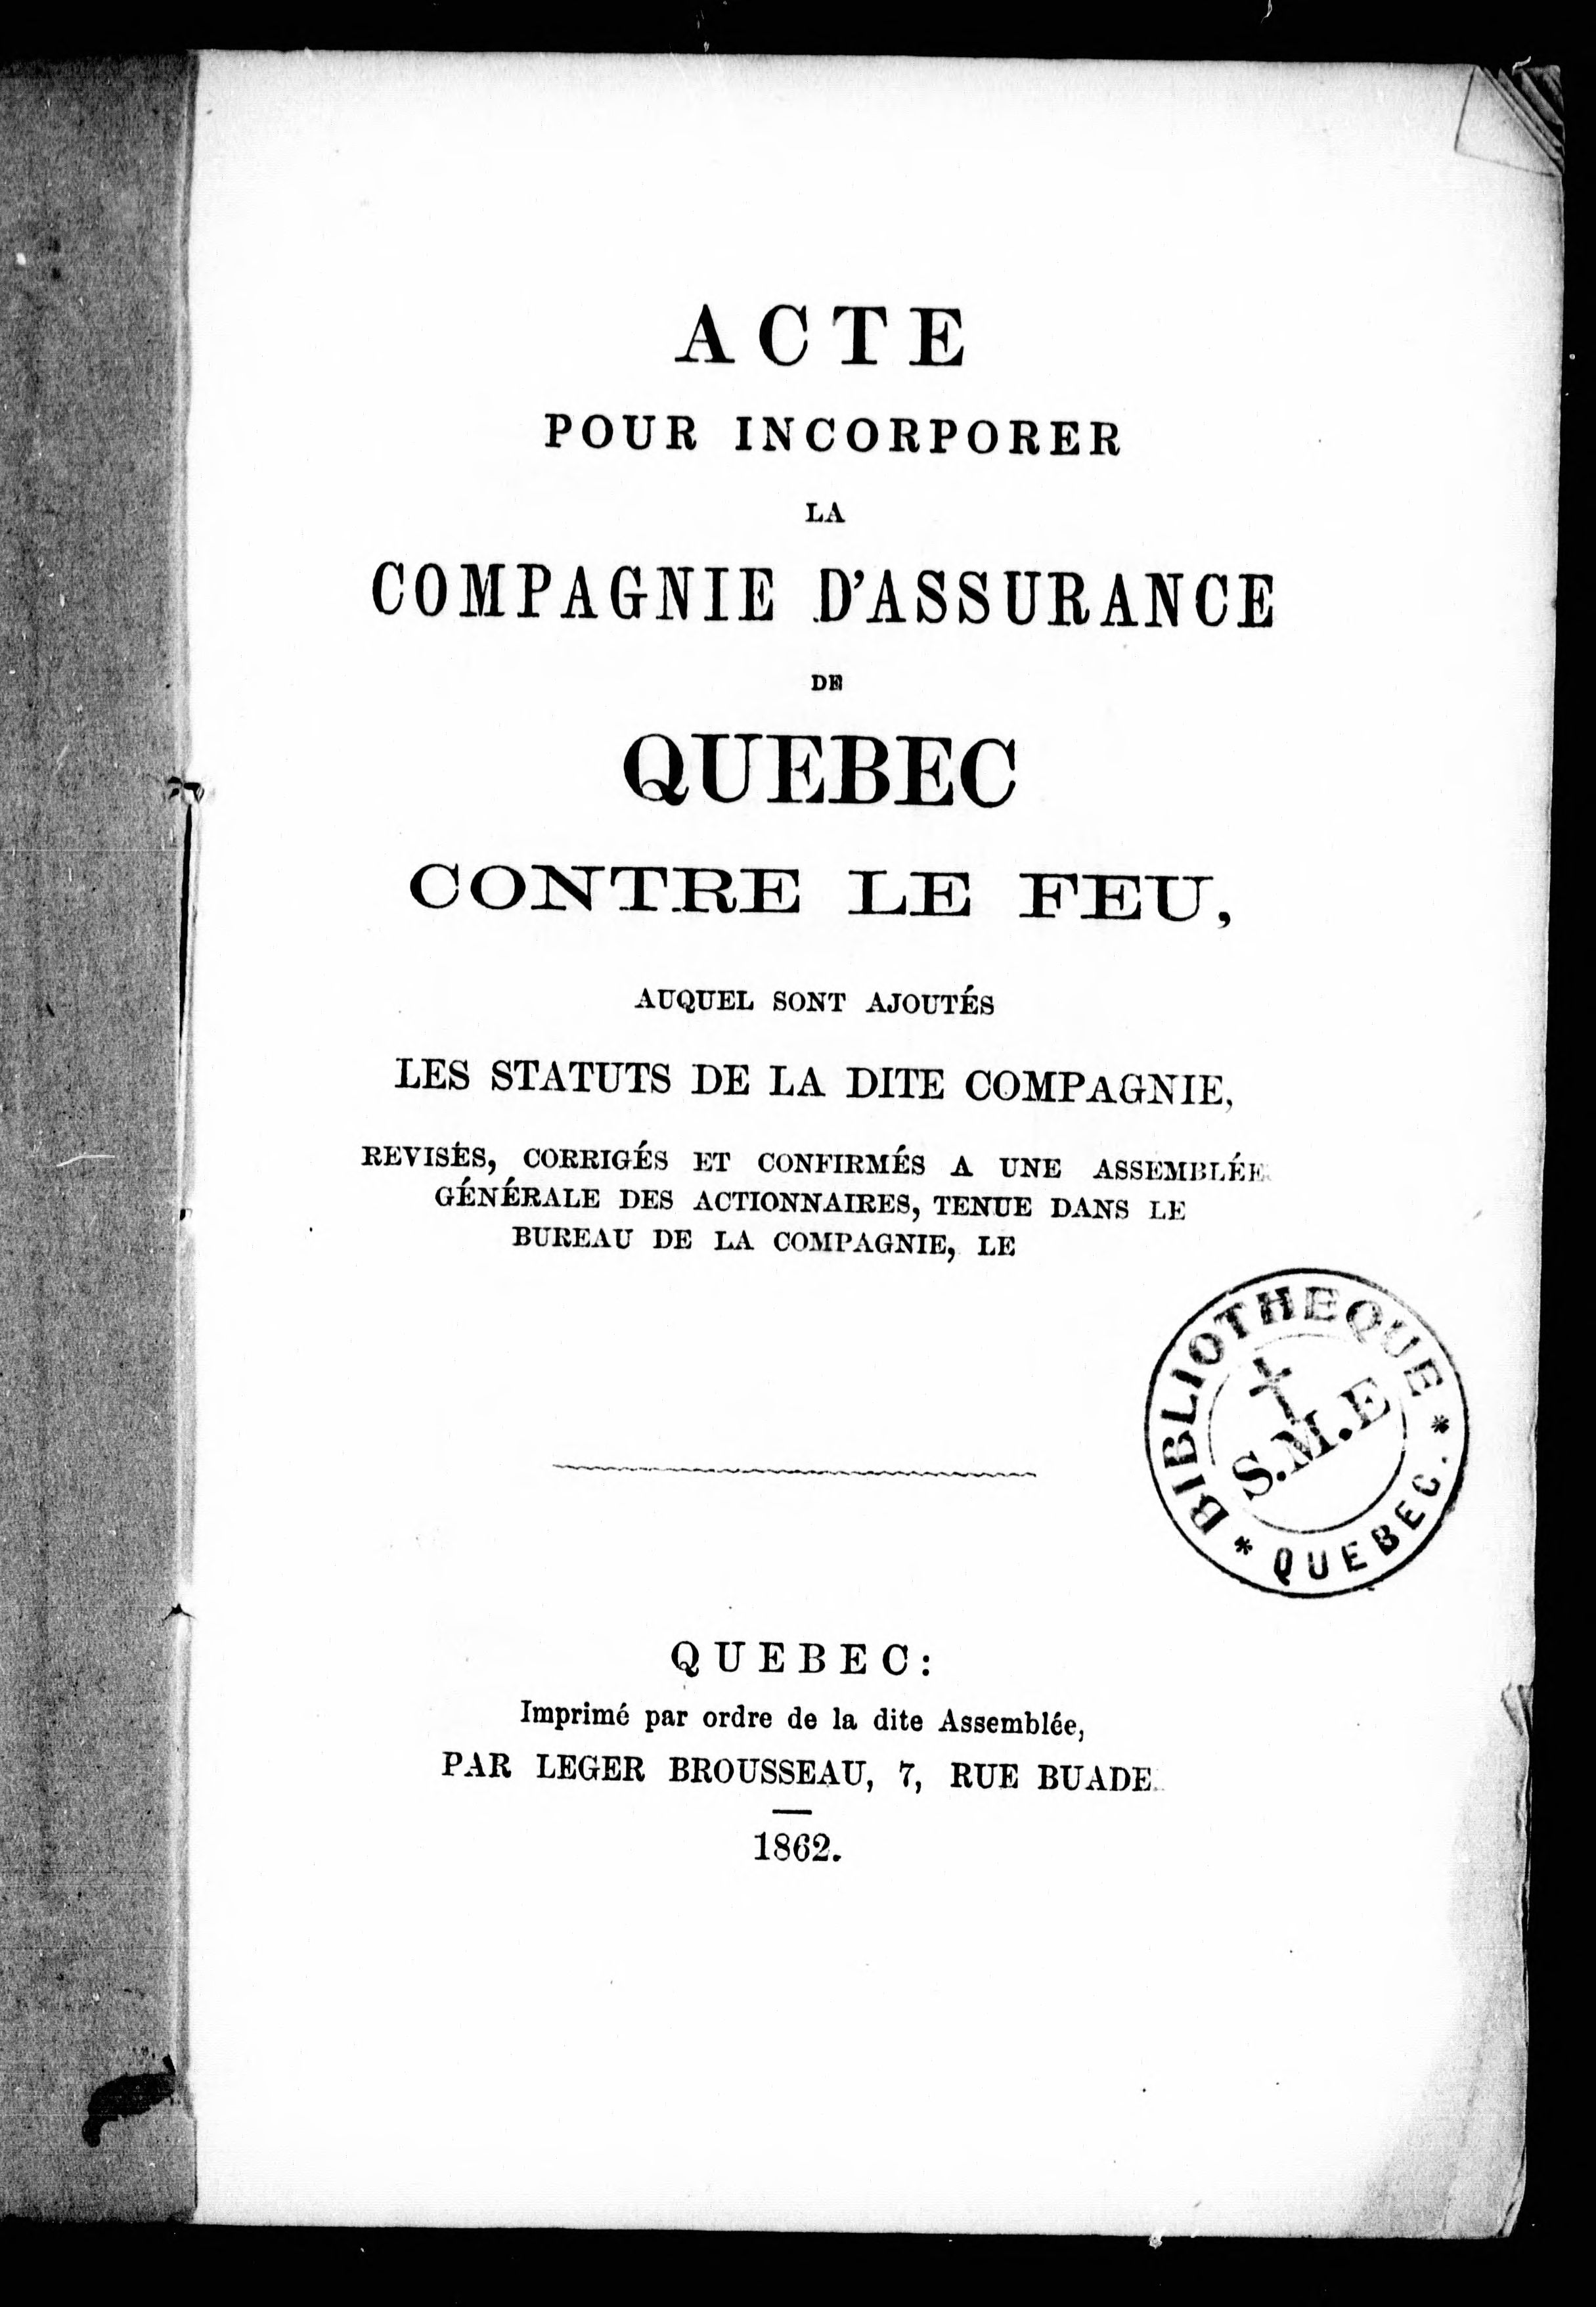 ACTE
POUR INCORPORER
LA
COMPAGNIE D'ASSURANCE
DE
QUEBEC
CONTRE LE FEU,
AUQUEL SONT AJOUTÉS
LES STATUTS DE LA DITE COMPAGNIE,
REVISÉS, CORRIGÉS ET CONFIRMÉS A UNE ASSEMBLÉE
GÉNÉRALE DES ACTIONNAIRES, TENUE DANS LE
BUREAU DE LA COMPAGNIE, LE
BIBLIOTHEQUE
S.M.E
* QUEBEC. *
QUEBEC:
Imprimé par ordre de la dite Assemblée,
PAR LEGER BROUSSEAU, 7, RUE BUADE
1862.